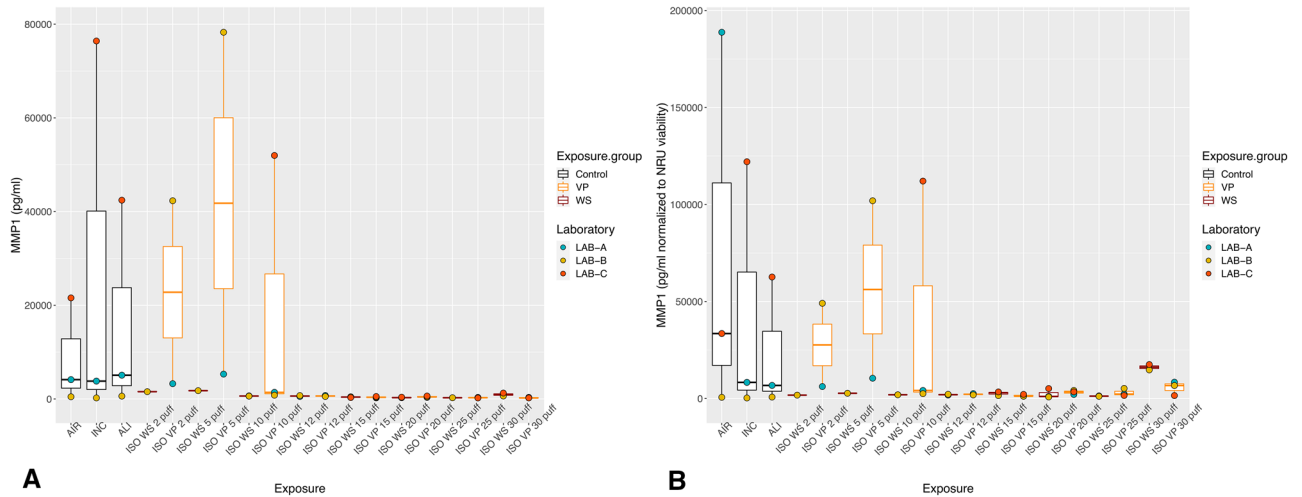 80000
60000
40000
20000
0
MMP1 (pg/ml)
AIR
INC
ALI
ISO WS 2 puff
ISO VP 2 puff
ISO WS 5 puff
ISO VP 5 puff
ISO WS 10 puff
ISO VP 10 puff
ISO WS 12 puff
ISO VP 12 puff
ISO WS 15 puff
ISO VP 15 puff
ISO WS 20 puff
ISO VP 20 puff
ISO WS 25 puff
ISO VP 25 puff
ISO WS 30 puff
ISO VP 30 puff
Exposure
Exposure.group
Control
VP
WS
Laboratory
LAB−A
LAB−B
LAB−C
A
200000
150000
100000
50000
0
MMP1 (pg/ml normalized to NRU viability)
AIR
INC
ALI
ISO WS 2 puff
ISO VP 2 puff
ISO WS 5 puff
ISO VP 5 puff
ISO WS 10 puff
ISO VP 10 puff
ISO WS 12 puff
ISO VP 12 puff
ISO WS 15 puff
ISO VP 15 puff
ISO WS 20 puff
ISO VP 20 puff
ISO WS 25 puff
ISO VP 25 puff
ISO WS 30 puff
ISO VP 30 puff
Exposure
Exposure.group
Control
VP
WS
Laboratory
LAB−A
LAB−B
LAB−C
B